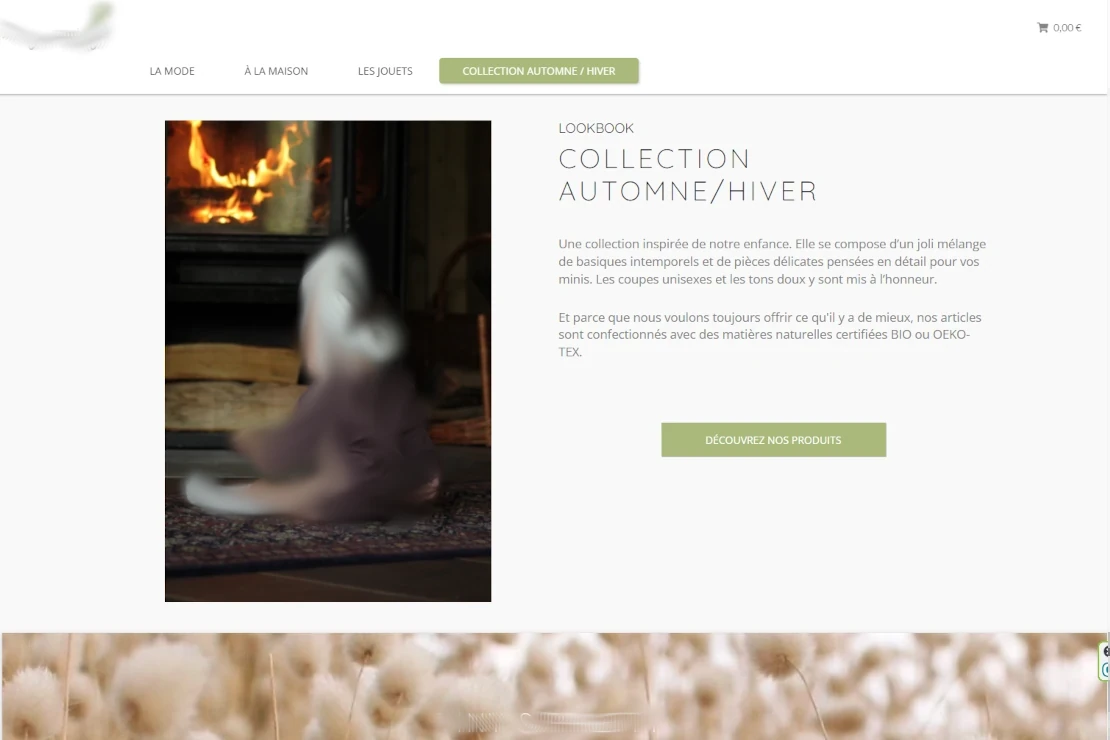 0,00 €
LA MODE
À LA MAISON
LES JOUETS
COLLECTION AUTOMNE / HIVER
LOOKBOOK
COLLECTION
AUTOMNE/HIVER
Une collection inspirée de notre enfance. Elle se compose d'un joli mélange
de basiques intemporels et de pièces délicates pensées en détail pour vos
minis. Les coupes unisexes et les tons doux y sont mis à l'honneur.
Et parce que nous voulons toujours offrir ce qu'il y a de mieux, nos articles
sont confectionnés avec des matières naturelles certifiées BIO ou OEKO-
TEX.
DÉCOUVREZ NOS PRODUITS